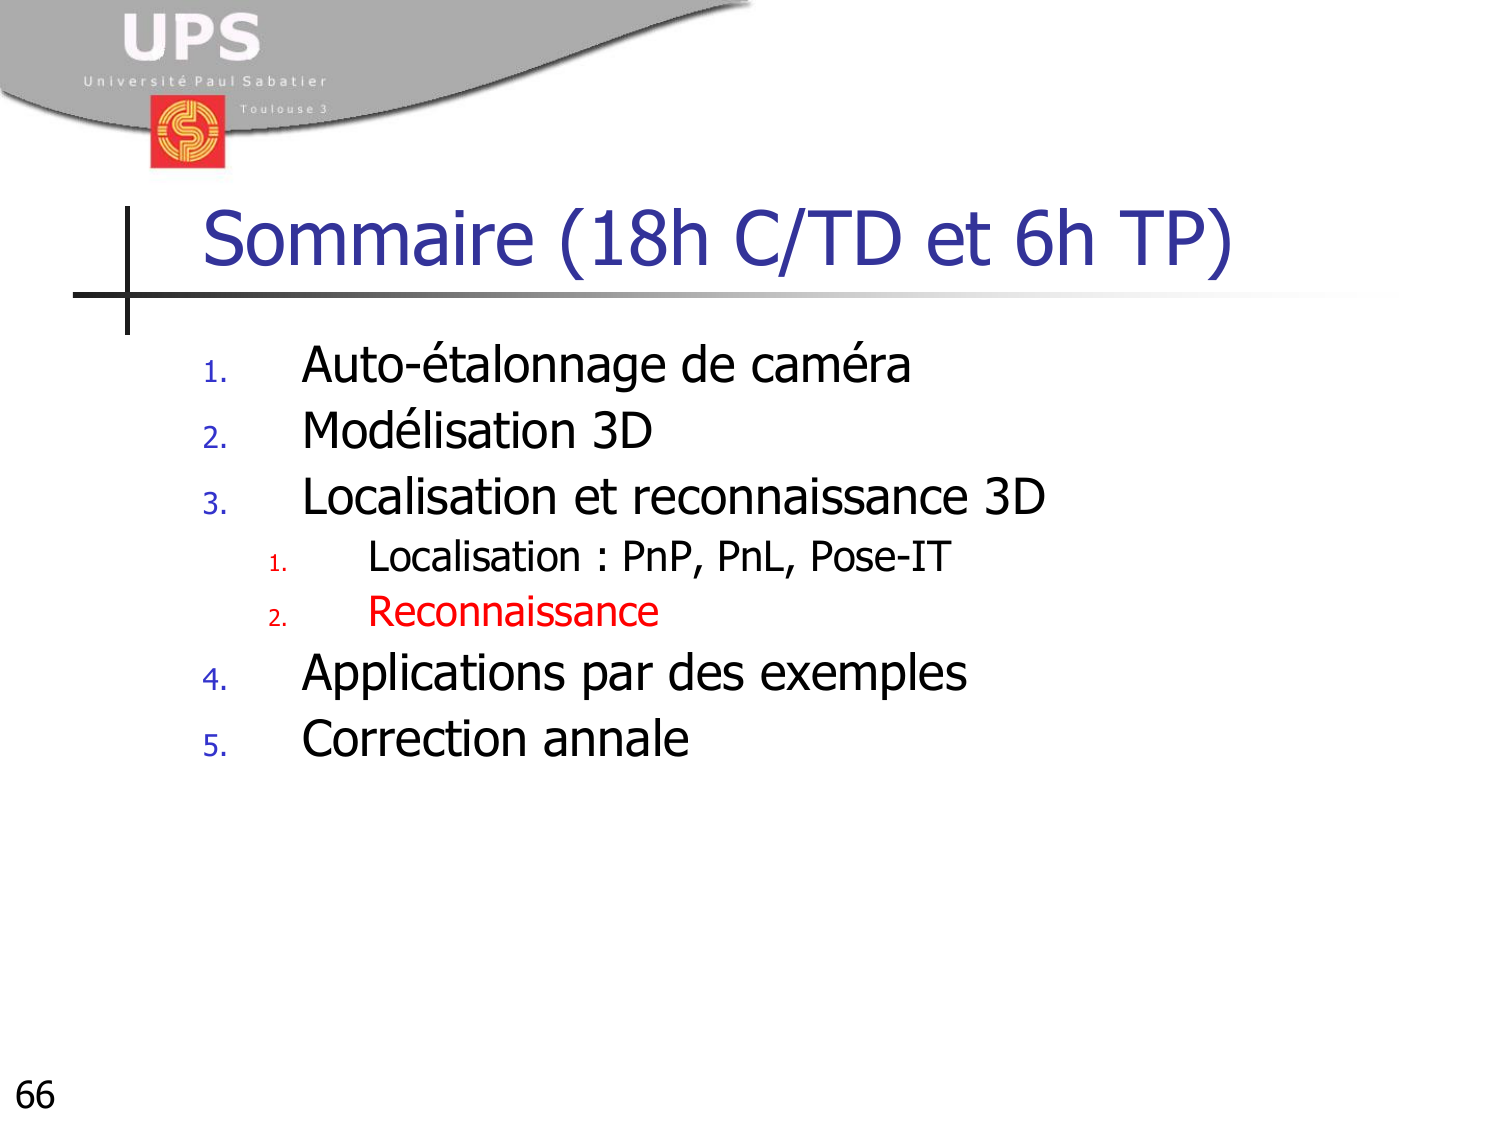 UPS
Université Paul Sabatier
Toulouse 3
Sommaire (18h C/TD et 6h TP)
1. Auto-étalonnage de caméra
2. Modélisation 3D
3. Localisation et reconnaissance 3D
1. Localisation : PnP, PnL, Pose-IT
2. Reconnaissance
4. Applications par des exemples
5. Correction annale
66